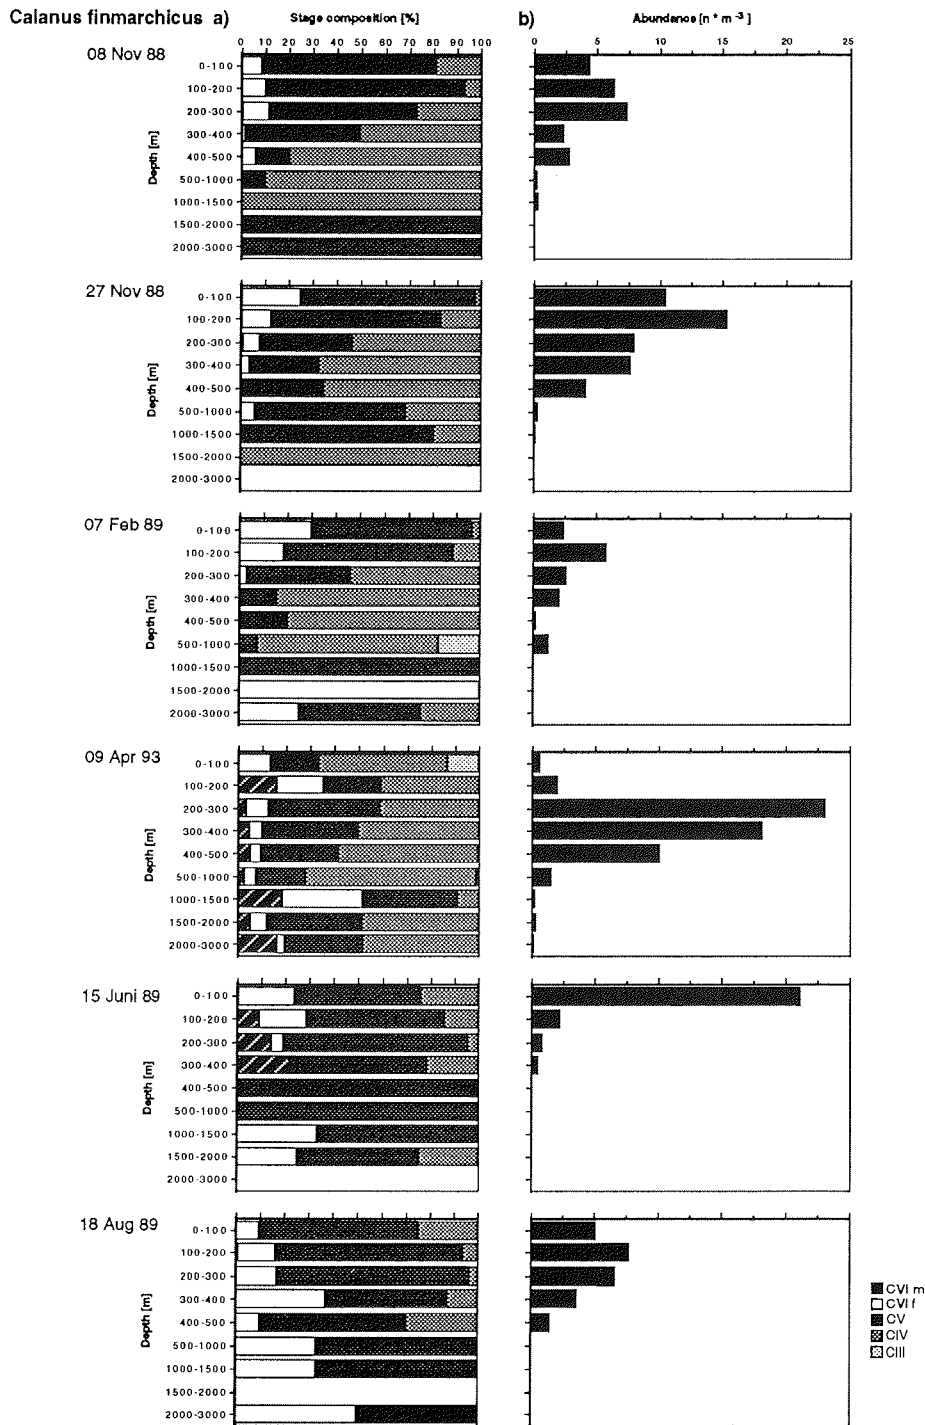 Calanus finmarchicus a) Stage composition [%] b) Abundance [n * m -3 ]
0 10 20 30 40 50 60 70 80 90 100 0 5 10 15 20 25
08 Nov 88
Depth [m]
0-100
100-200
200-300
300-400
400-500
500-1000
1000-1500
1500-2000
2000-3000
27 Nov 88
Depth [m]
0-100
100-200
200-300
300-400
400-500
500-1000
1000-1500
1500-2000
2000-3000
07 Feb 89
Depth [m]
0-100
100-200
200-300
300-400
400-500
500-1000
1000-1500
1500-2000
2000-3000
09 Apr 93
Depth [m]
0-100
100-200
200-300
300-400
400-500
500-1000
1000-1500
1500-2000
2000-3000
15 Juni 89
Depth [m]
0-100
100-200
200-300
300-400
400-500
500-1000
1000-1500
1500-2000
2000-3000
18 Aug 89
Depth [m]
0-100
100-200
200-300
300-400
400-500
500-1000
1000-1500
1500-2000
2000-3000
CVI m
CVI f
CV
CIV
CIII